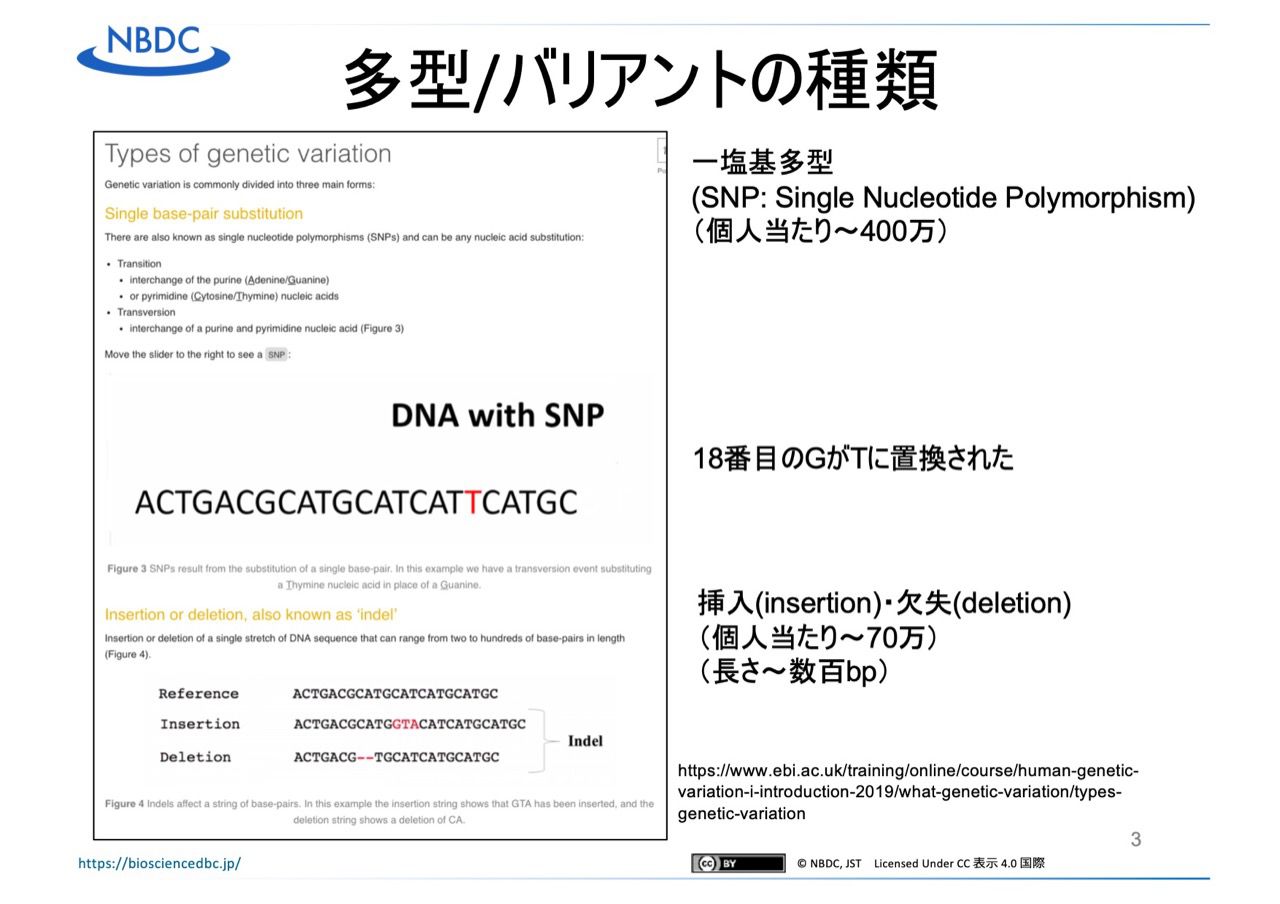 NBDC
多型/バリアントの種類
Types of genetic variation
Genetic variation is commonly divided into three main forms:
Single base-pair substitution
There are also known as single nucleotide polymorphisms (SNPs) and can be any nucleic acid substitution:
• Transition
• interchange of the purine (Adenine/Guanine)
• or pyrimidine (Cytosine/Thymine) nucleic acids
• Transversion
• interchange of a purine and pyrimidine nucleic acid (Figure 3)
Move the slider to the right to see a SNP :
DNA with SNP
ACTGACGCATGCATCATTCATGC
Figure 3 SNPs result from the substitution of a single base-pair. In this example we have a transversion event substituting
a Thymine nucleic acid in place of a Guanine.
Insertion or deletion, also known as ‘indel’
Insertion or deletion of a single stretch of DNA sequence that can range from two to hundreds of base-pairs in length
(Figure 4).
Reference ACTGACGCATGCATCATGCATGC
Insertion ACTGACGCATGGTACATCATGCATGC
Indel
Deletion ACTGACG--TGCATCATGCATGC
Figure 4 Indels affect a string of base-pairs. In this example the insertion string shows that GTA has been inserted, and the
deletion string shows a deletion of CA.
一塩基多型
(SNP: Single Nucleotide Polymorphism)
（個人当たり～400万）
18番目のGがTに置換された
挿入(insertion)・欠失(deletion)
（個人当たり～70万）
（長さ～数百bp）
https://www.ebi.ac.uk/training/online/course/human-genetic-
variation-i-introduction-2019/what-genetic-variation/types-
genetic-variation
3
https://biosciencedbc.jp/
cc BY
© NBDC, JST Licensed Under CC 表示 4.0 国際